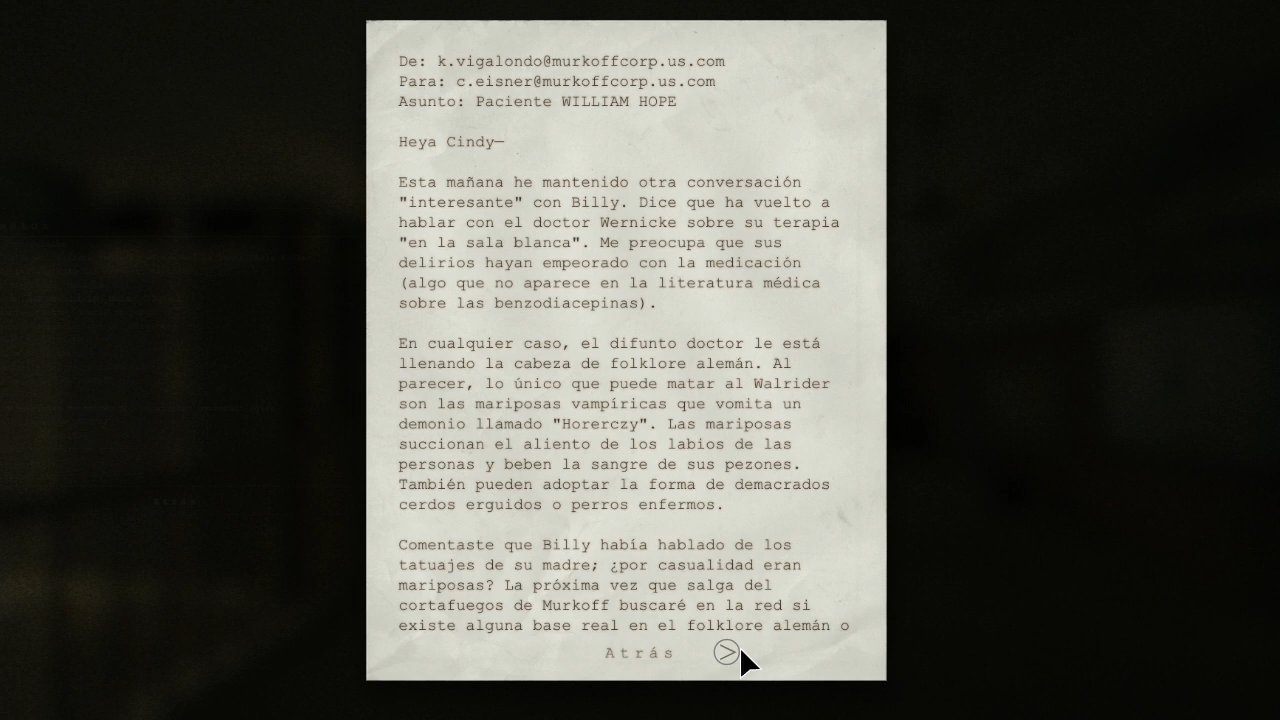 De: k.vigalondo@murkoffcorp.us.com
Para: c.eisner@murkoffcorp.us.com
Asunto: Paciente WILLIAM HOPE
Heya Cindy—
Esta mañana he mantenido otra conversación
"interesante" con Billy. Dice que ha vuelto a
hablar con el doctor Wernicke sobre su terapia
"en la sala blanca". Me preocupa que sus
delirios hayan empeorado con la medicación
(algo que no aparece en la literatura médica
sobre las benzodiacepinas).
En cualquier caso, el difunto doctor le está
llenando la cabeza de folklore alemán. Al
parecer, lo único que puede matar al Walrider
son las mariposas vampíricas que vomita un
demonio llamado "Horerczy". Las mariposas
succionan el aliento de los labios de las
personas y beben la sangre de sus pezones.
También pueden adoptar la forma de demacrados
cerdos erguidos o perros enfermos.
Comentaste que Billy había hablado de los
tatuajes de su madre; ¿por casualidad eran
mariposas? La próxima vez que salga del
cortafuegos de Murkoff buscaré en la red si
existe alguna base real en el folklore alemán o
Atrás >